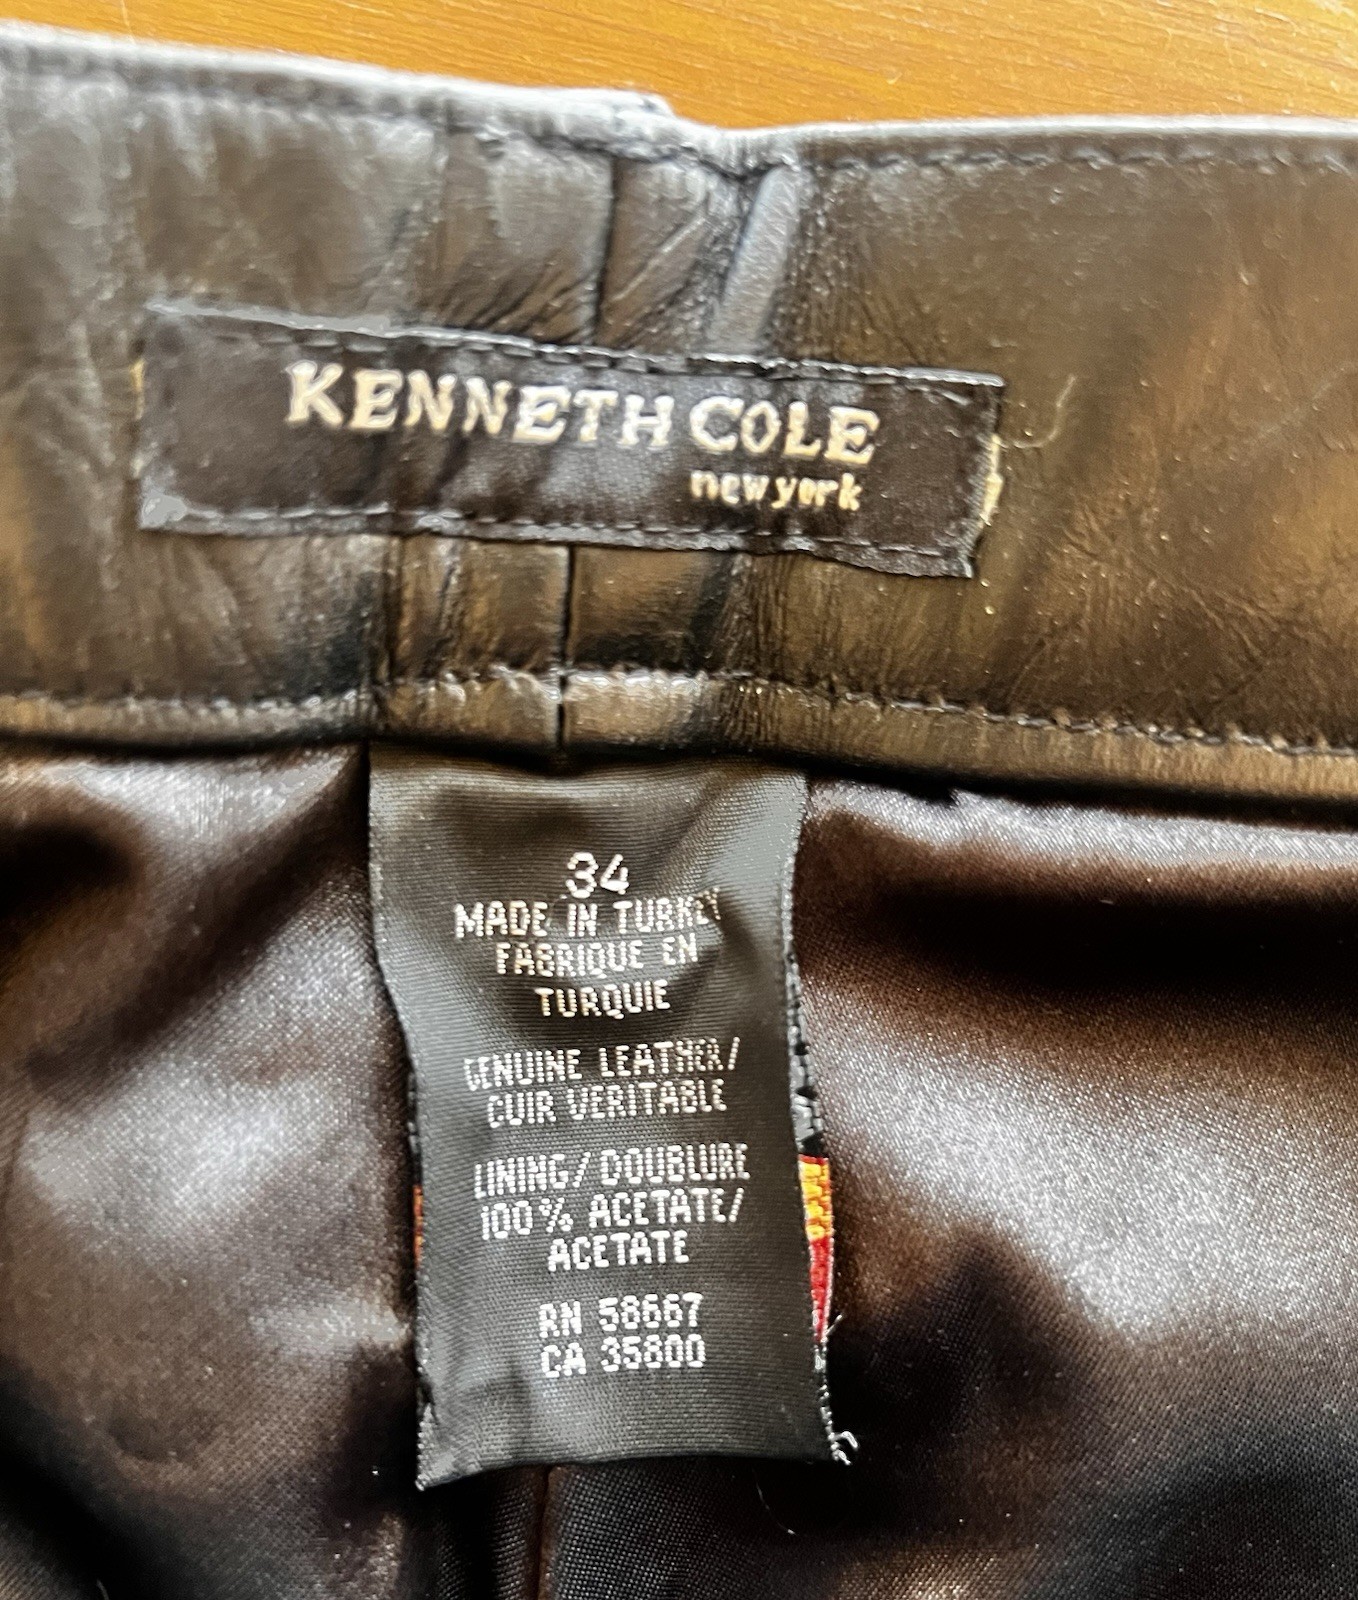 KENNETH COLE
new york
34
MADE IN TURKEY
FABRIQUE EN
TURQUIE
GENUINE LEATHER/
CUIR VERITABLE
LINING/DOUBLURE
100% ACETATE/
ACETATE
RN 58667
CA 35800